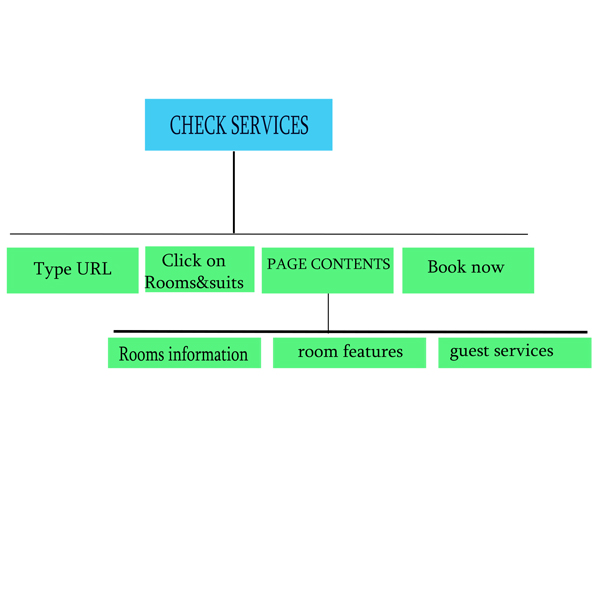 CHECK SERVICES
Type URL
Click on
Rooms&suits
PAGE CONTENTS
Book now
Rooms information
room features
guest services